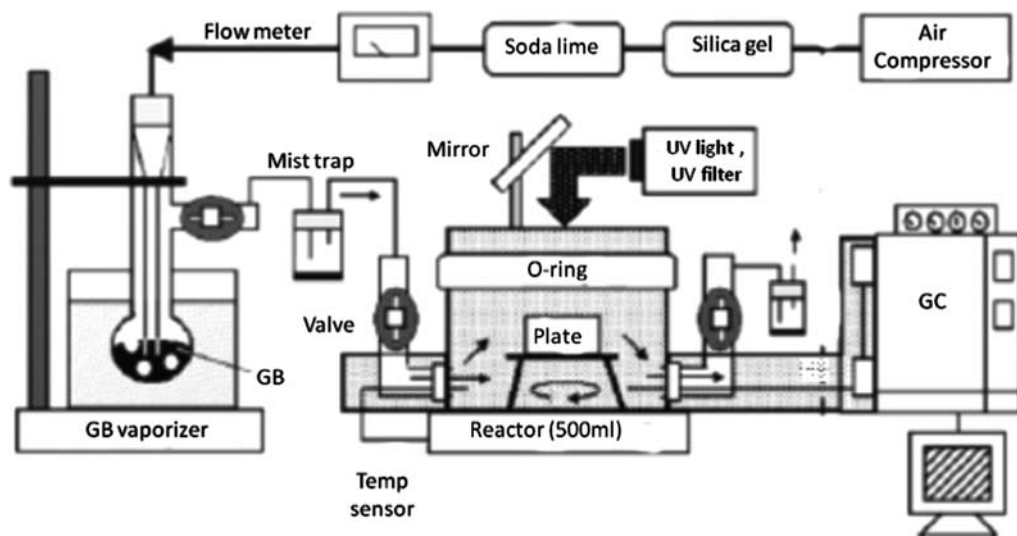 Flow meter
Soda lime
Silica gel
Air
Compressor
Mirror
UV light ,
UV filter
Mist trap
O-ring
GC
Valve
Plate
GB
GB vaporizer
Reactor (500ml)
Temp
sensor